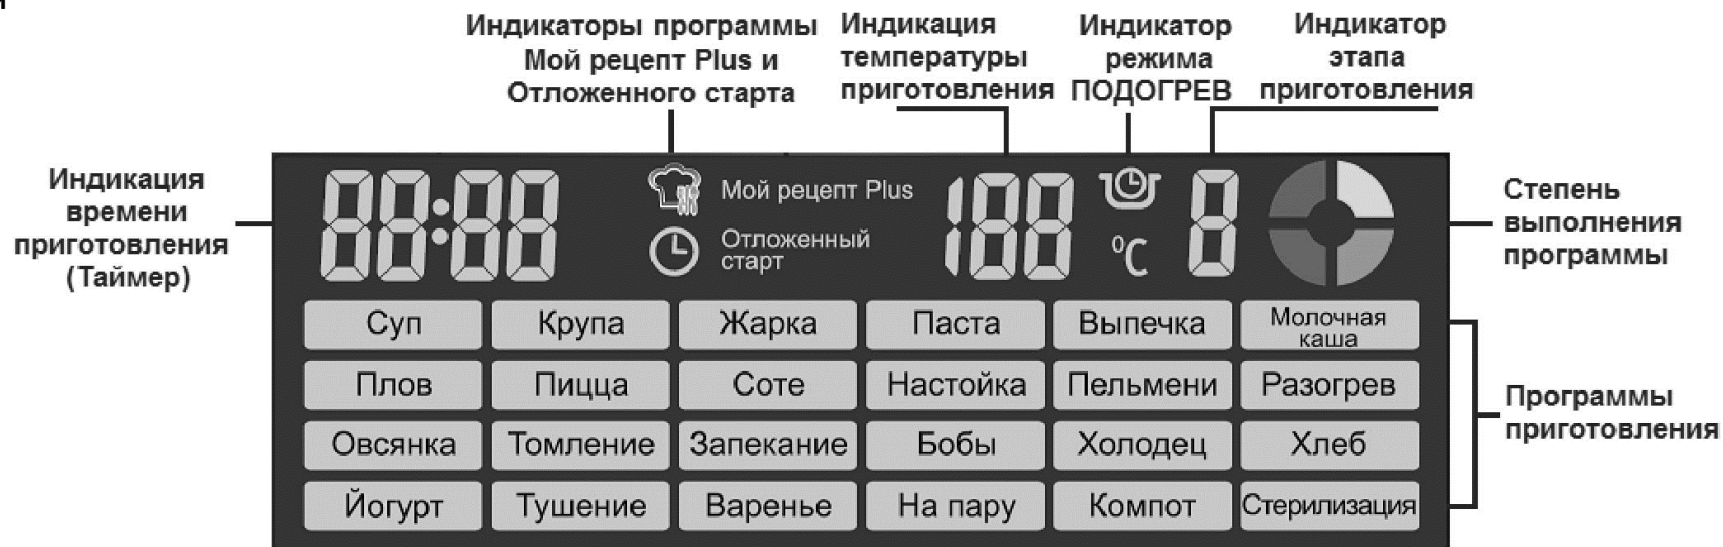 Индикаторы программы
Мой рецепт Plus и
Отложенного старта
Индикация
температуры
приготовления
Индикатор
режима
ПОДОГРЕВ
Индикатор
этапа
приготовления
Индикация
времени
приготовления
(Таймер)
88:88
Мой рецепт Plus
Отложенный
старт
188
°C
8
Степень
выполнения
программы
Суп Крупа Жарка Паста Выпечка Молочная каша
Плов Пицца Соте Настойка Пельмени Разогрев
Овсянка Томление Запекание Бобы Холодец Хлеб
Йогурт Тушение Варенье На пару Компот Стерилизация
Программы
приготовления